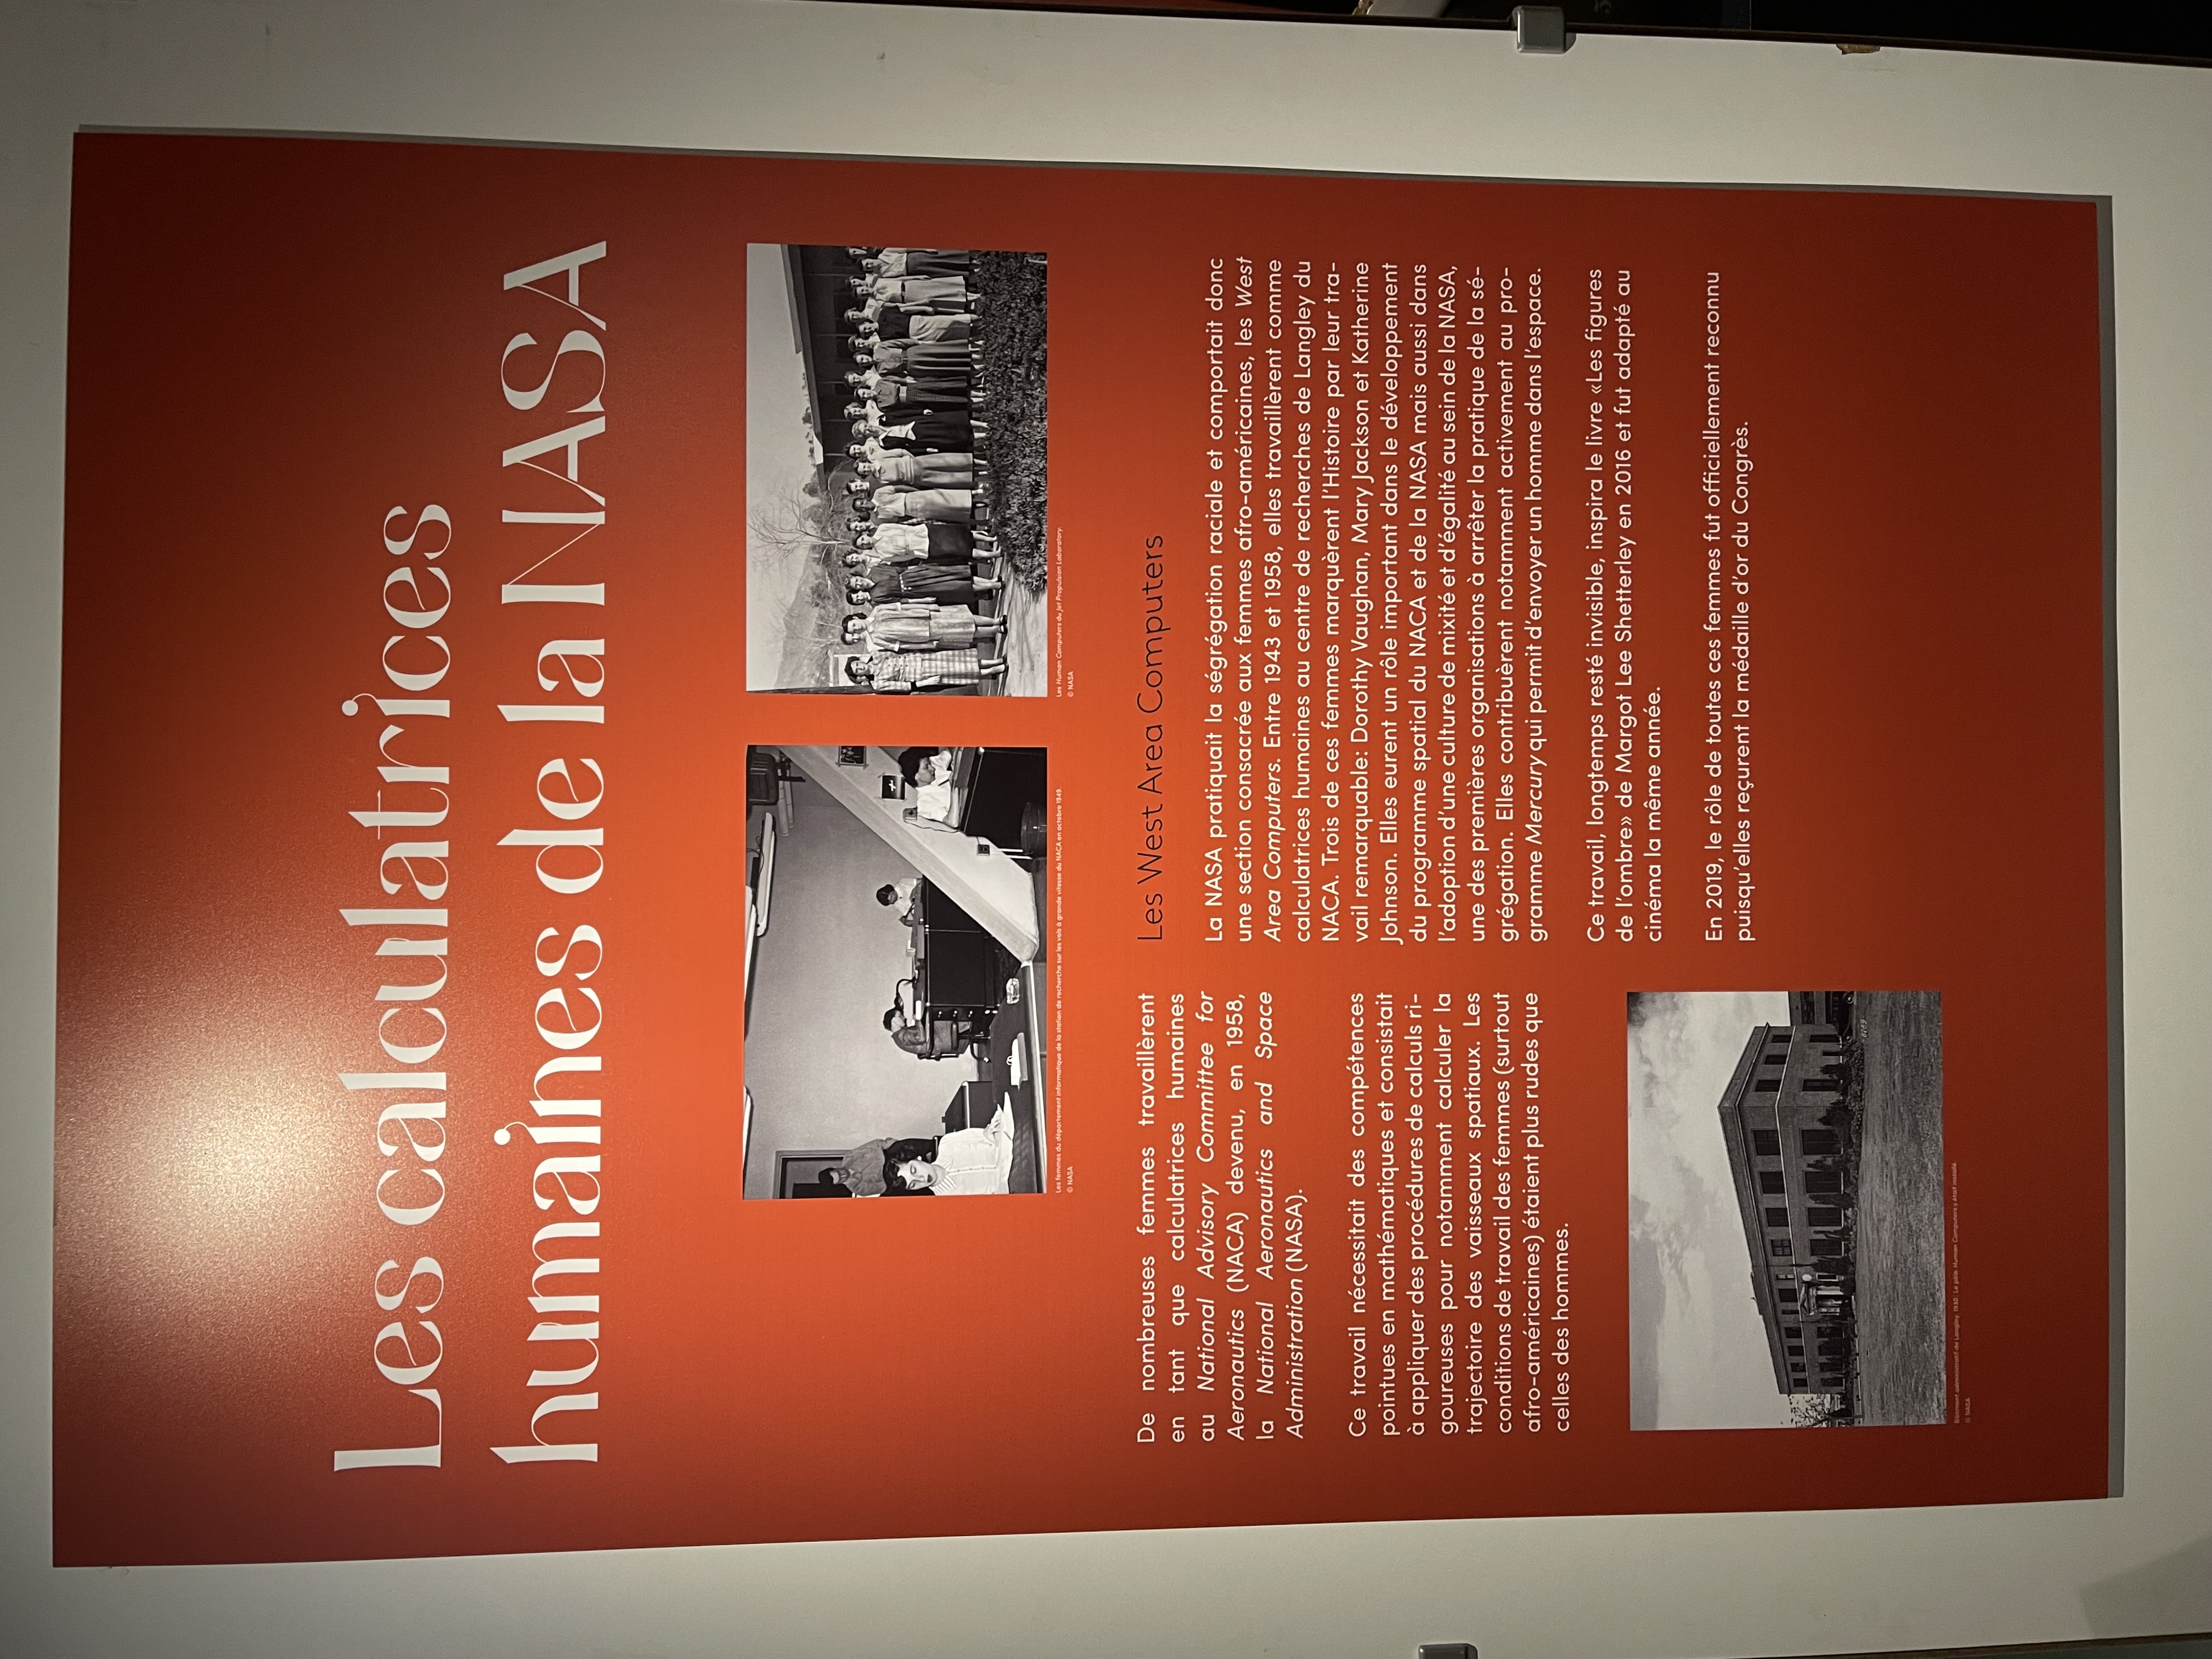 Les calculatrices
humaines de la NASA
Les femmes du département informatique de la station de recherche sur les vols à grande vitesse du NACA en octobre 1949.
© NASA
Les Human Computers du Jet Propulsion Laboratory.
© NASA
De nombreuses femmes travaillèrent
en tant que calculatrices humaines
au National Advisory Committee for
Aeronautics (NACA) devenu, en 1958,
la National Aeronautics and Space
Administration (NASA).
Ce travail nécessitait des compétences
pointues en mathématiques et consistait
à appliquer des procédures de calculs ri-
goureuses pour notamment calculer la
trajectoire des vaisseaux spatiaux. Les
conditions de travail des femmes (surtout
afro-américaines) étaient plus rudes que
celles des hommes.
-8269-
Bâtiment administratif de Langley, 1930. Le pôle Human Computers y était installé.
© NASA
Les West Area Computers
La NASA pratiquait la ségrégation raciale et comportait donc
une section consacrée aux femmes afro-américaines, les West
Area Computers. Entre 1943 et 1958, elles travaillèrent comme
calculatrices humaines au centre de recherches de Langley du
NACA. Trois de ces femmes marquèrent l'Histoire par leur tra-
vail remarquable: Dorothy Vaughan, Mary Jackson et Katherine
Johnson. Elles eurent un rôle important dans le développement
du programme spatial du NACA et de la NASA mais aussi dans
l'adoption d'une culture de mixité et d'égalité au sein de la NASA,
une des premières organisations à arrêter la pratique de la sé-
grégation. Elles contribuèrent notamment activement au pro-
gramme Mercury qui permit d'envoyer un homme dans l'espace.
Ce travail, longtemps resté invisible, inspira le livre «Les figures
de l'ombre» de Margot Lee Shetterley en 2016 et fut adapté au
cinéma la même année.
En 2019, le rôle de toutes ces femmes fut officiellement reconnu
puisqu'elles reçurent la médaille d'or du Congrès.